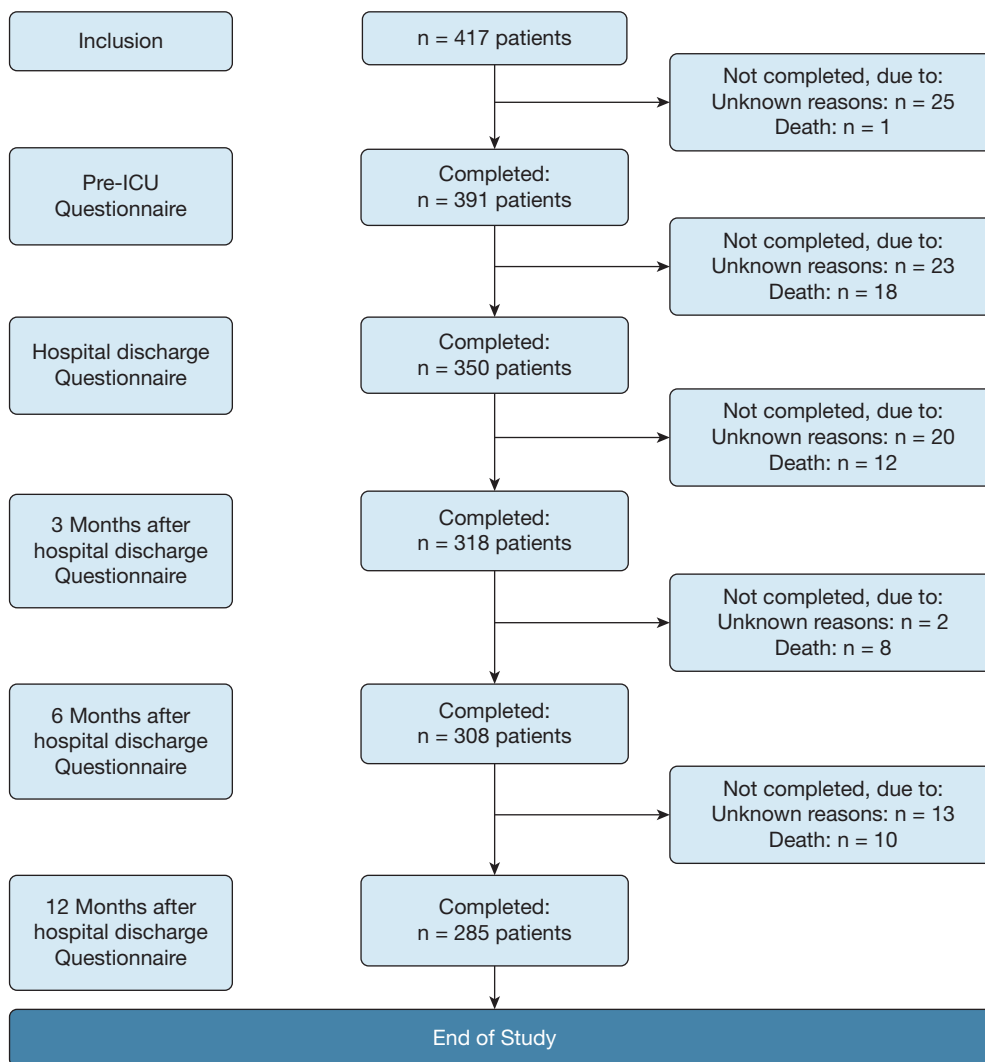 Inclusion
n = 417 patients
Not completed, due to:
Unknown reasons: n = 25
Death: n = 1
Pre-ICU
Questionnaire
Completed:
n = 391 patients
Not completed, due to:
Unknown reasons: n = 23
Death: n = 18
Hospital discharge
Questionnaire
Completed:
n = 350 patients
Not completed, due to:
Unknown reasons: n = 20
Death: n = 12
3 Months after
hospital discharge
Questionnaire
Completed:
n = 318 patients
Not completed, due to:
Unknown reasons: n = 2
Death: n = 8
6 Months after
hospital discharge
Questionnaire
Completed:
n = 308 patients
Not completed, due to:
Unknown reasons: n = 13
Death: n = 10
12 Months after
hospital discharge
Questionnaire
Completed:
n = 285 patients
End of Study